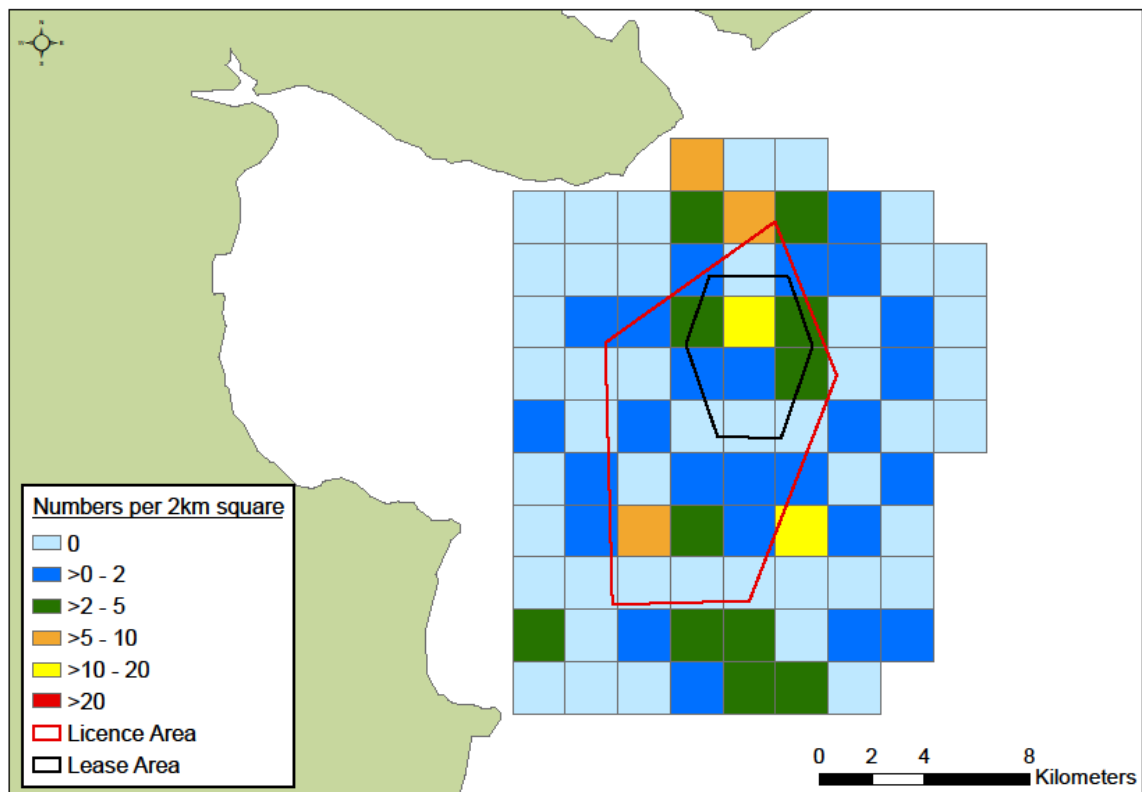 N
W E
S
Numbers per 2km square
0
>0 - 2
>2 - 5
>5 - 10
>10 - 20
>20
Licence Area
Lease Area
0 2 4 8
Kilometers